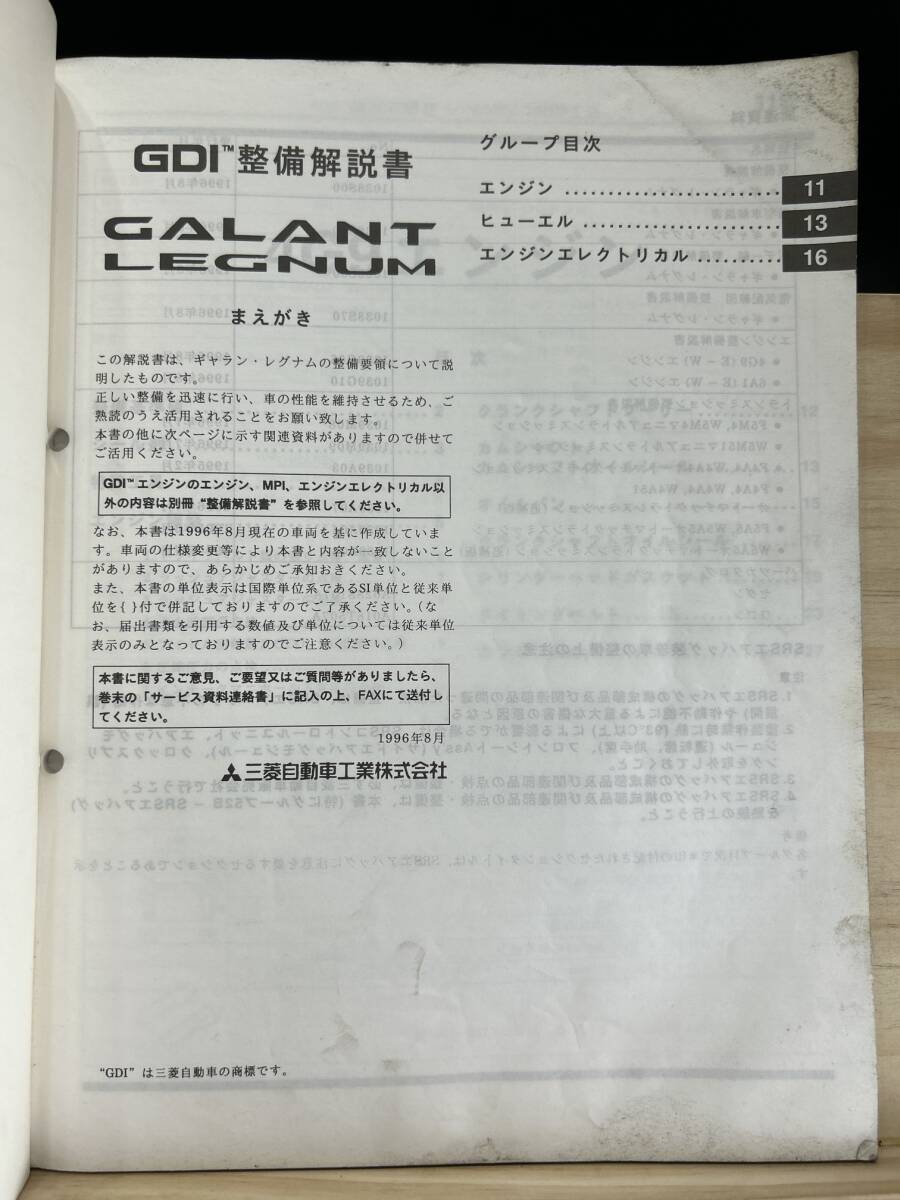 GDI™ 整備解説書
GALANT
LEGNUM
まえがき
この解説書は、ギャラン・レグナムの整備要領について説
明したものです。
正しい整備を迅速に行い、車の性能を維持させるため、ご
熟読のうえ活用されることをお願い致します。
本書の他に次ページに示す関連資料がありますので併せて
ご活用ください。
GDI™エンジンのエンジン、MPI、エンジンエレクトリカル以
外の内容は別冊“整備解説書”を参照してください。
なお、本書は1996年8月現在の車両を基に作成していま
す。車両の仕様変更等により本書と内容が一致しないこと
がありますので、あらかじめご承知おきください。
また、本書の単位表示は国際単位系であるSI単位と従来単
位を{ }付で併記しておりますのでご了承ください。(な
お、届出書類を引用する数値及び単位については従来単位
表示のみとなっておりますのでご注意ください。)
本書に関するご意見、ご要望又はご質問等がありましたら、
巻末の「サービス資料連絡書」に記入の上、FAXにて送付し
てください。
1996年8月
三菱自動車工業株式会社
“GDI”は三菱自動車の商標です。
グループ目次
エンジン .......................... 11
ヒューエル ........................ 13
エンジンエレクトリカル .......... 16